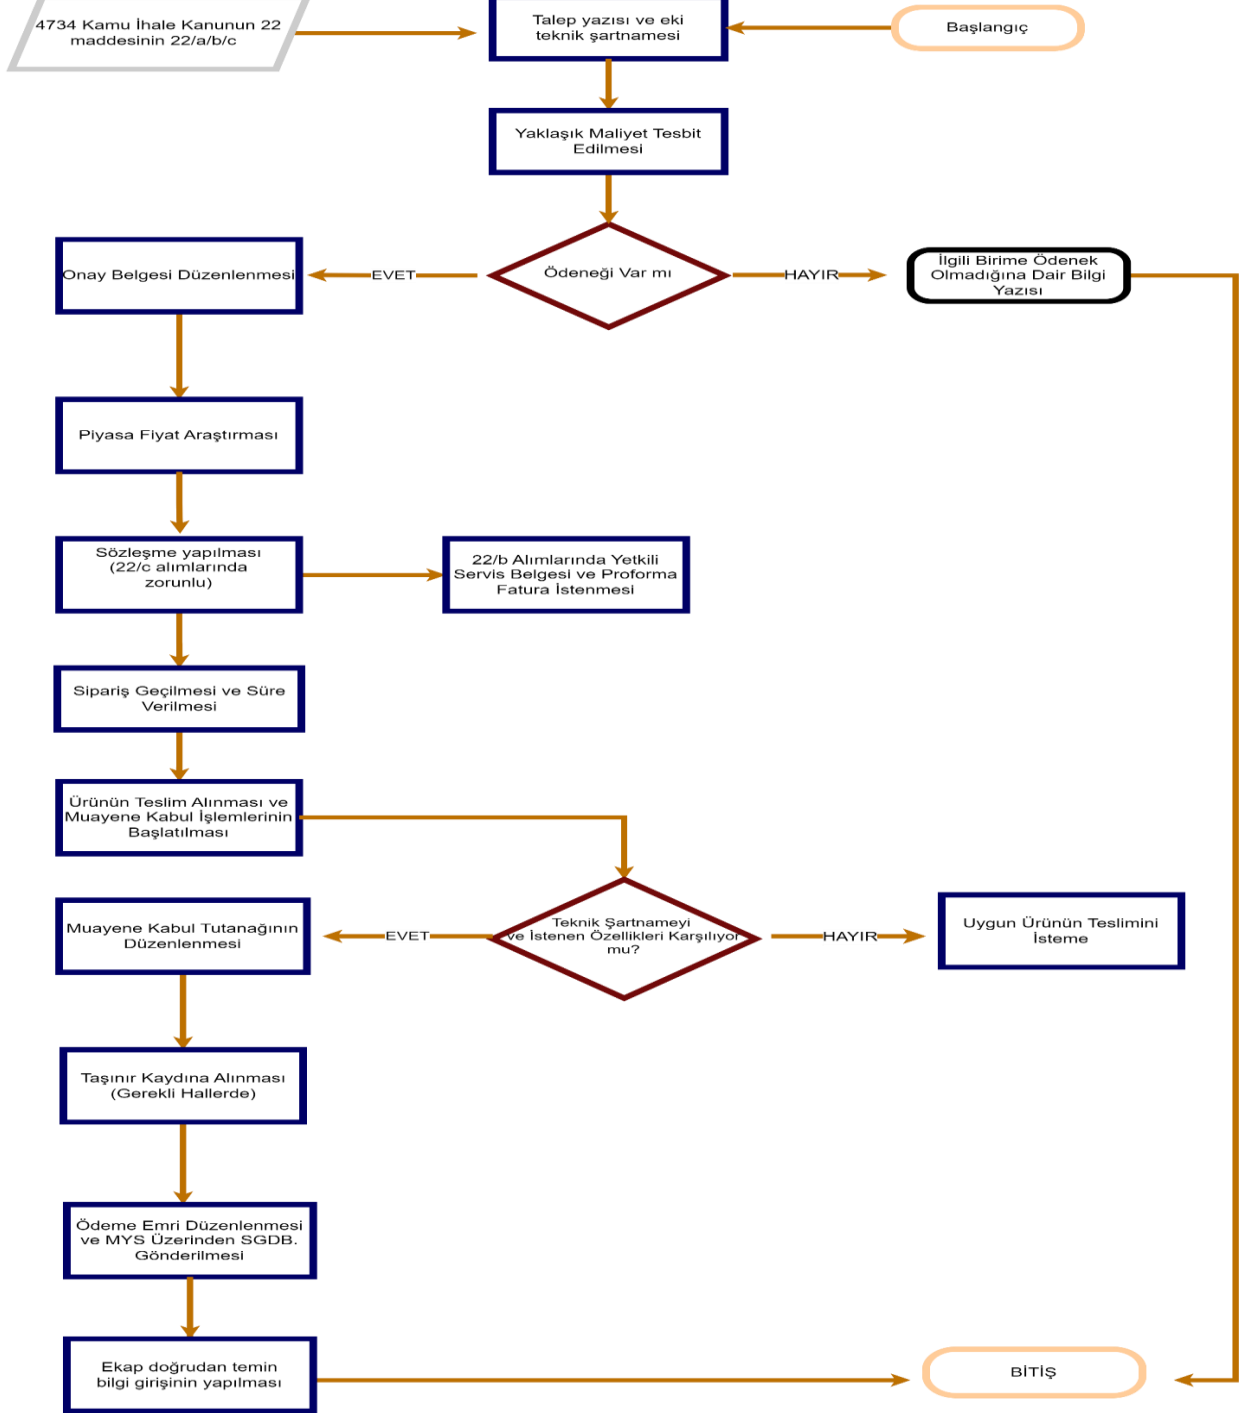 4734 Kamu İhale Kanunun 22
maddesinin 22/a/b/c
Talep yazısı ve eki
teknik şartnamesi
Başlangıç
Yaklaşık Maliyet Tesbit
Edilmesi
Onay Belgesi Düzenlenmesi
EVET
Ödeneği Var mı
HAYIR
İlgili Birime Ödenek
Olmadığına Dair Bilgi
Yazısı
Piyasa Fiyat Araştırması
Sözleşme yapılması
(22/c alımlarında
zorunlu)
22/b Alımlarında Yetkili
Servis Belgesi ve Proforma
Fatura İstenmesi
Sipariş Geçilmesi ve Süre
Verilmesi
Ürünün Teslim Alınması ve
Muayene Kabul İşlemlerinin
Başlatılması
Muayene Kabul Tutanağının
Düzenlenmesi
EVET
Teknik Şartnameyi
ve İstenen Özellikleri Karşılıyor
mu?
HAYIR
Uygun Ürünün Teslimini
İsteme
Taşınır Kaydına Alınması
(Gerekli Hallerde)
Ödeme Emri Düzenlenmesi
ve MYS Üzerinden SGDB.
Gönderilmesi
Ekap doğrudan temin
bilgi girişinin yapılması
BİTİŞ